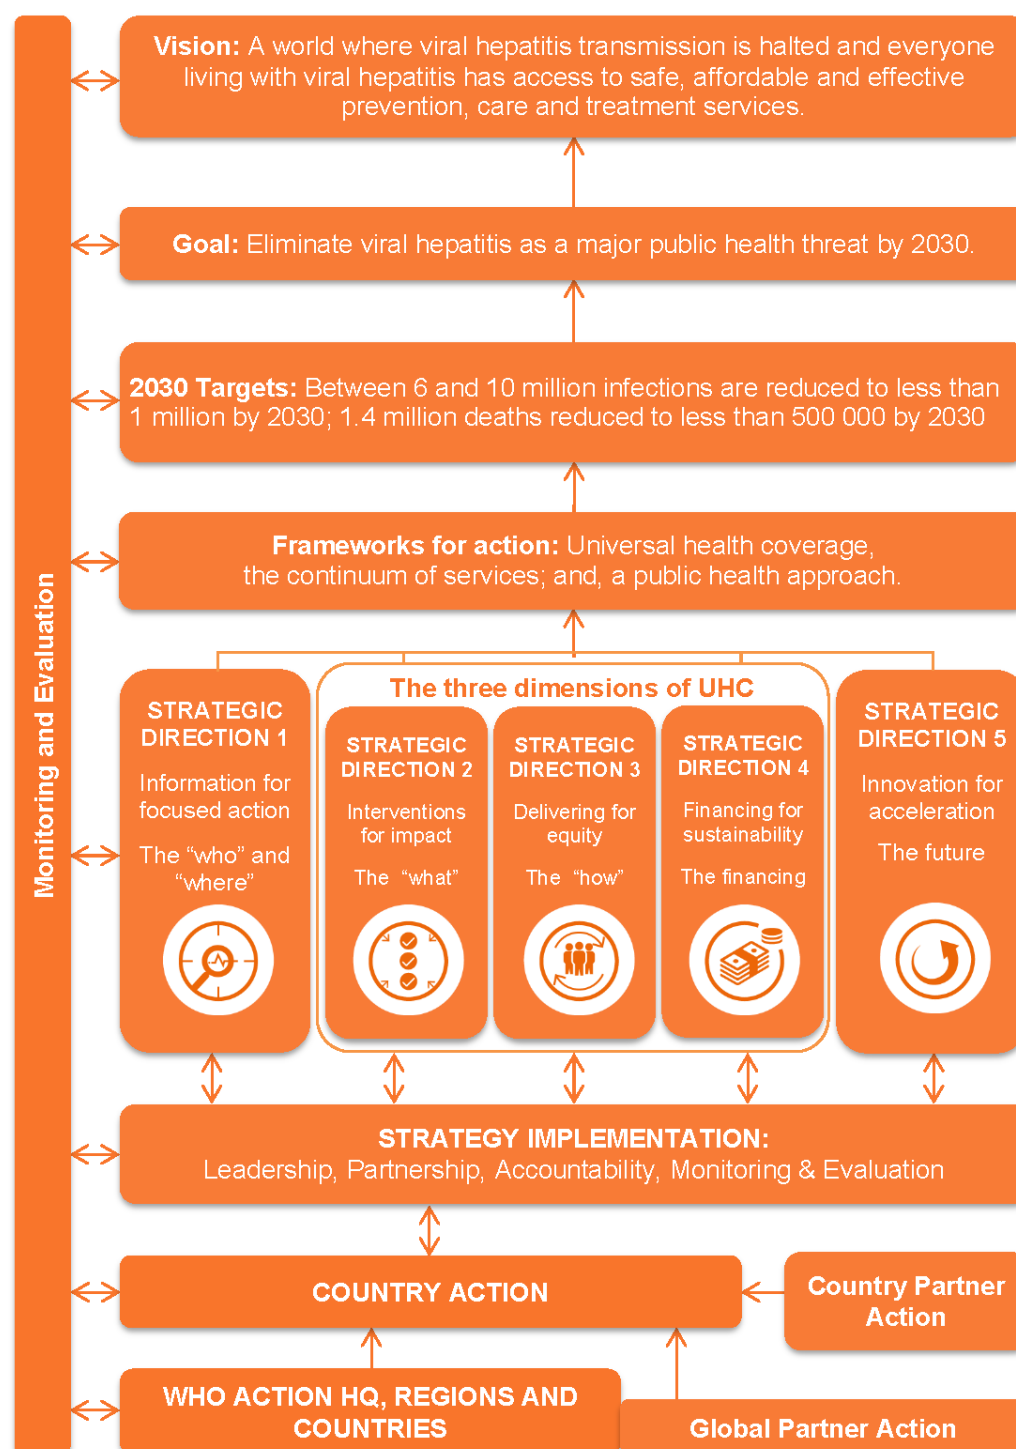 Vision: A world where viral hepatitis transmission is halted and everyone
living with viral hepatitis has access to safe, affordable and effective
prevention, care and treatment services.
Goal: Eliminate viral hepatitis as a major public health threat by 2030.
2030 Targets: Between 6 and 10 million infections are reduced to less than
1 million by 2030; 1.4 million deaths reduced to less than 500 000 by 2030
Frameworks for action: Universal health coverage,
the continuum of services; and, a public health approach.
Monitoring and Evaluation
The three dimensions of UHC
STRATEGIC
DIRECTION 1
Information for
focused action
The “who” and
“where”
STRATEGIC
DIRECTION 2
Interventions
for impact
The “what”
STRATEGIC
DIRECTION 3
Delivering for
equity
The “how”
STRATEGIC
DIRECTION 4
Financing for
sustainability
The financing
STRATEGIC
DIRECTION 5
Innovation for
acceleration
The future
STRATEGY IMPLEMENTATION:
Leadership, Partnership, Accountability, Monitoring & Evaluation
COUNTRY ACTION
Country Partner
Action
WHO ACTION HQ, REGIONS AND
COUNTRIES
Global Partner Action